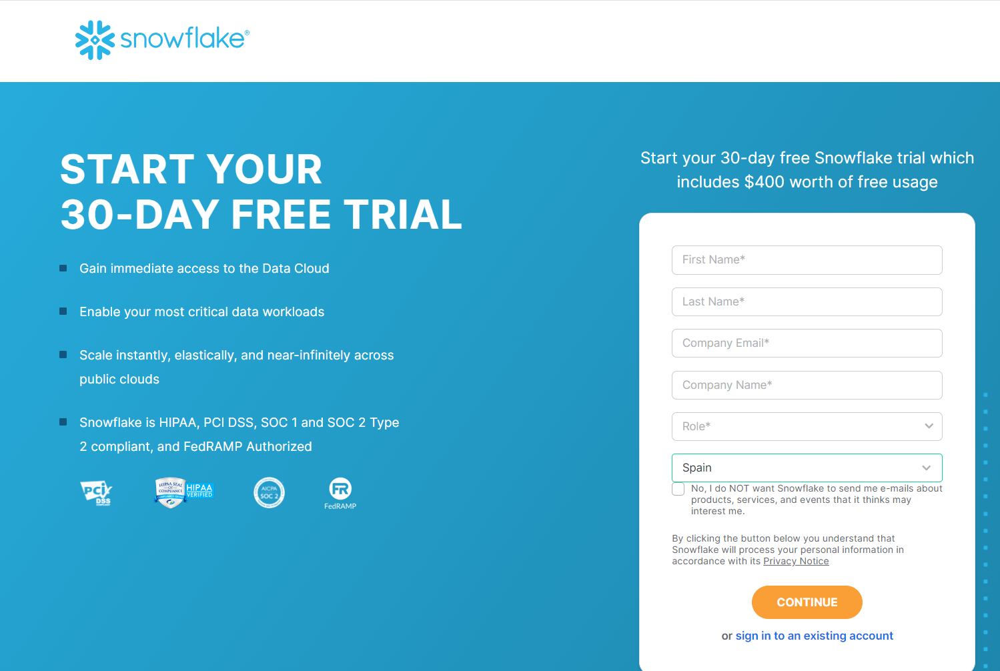 snowflake®
START YOUR
30-DAY FREE TRIAL
Gain immediate access to the Data Cloud
Enable your most critical data workloads
Scale instantly, elastically, and near-infinitely across
public clouds
Snowflake is HIPAA, PCI DSS, SOC 1 and SOC 2 Type
2 compliant, and FedRAMP Authorized
PCI
DSS
HIPAA SEAL
OF
COMPLIANCE
HIPAA
VERIFIED
AICPA
SOC 2
FR
FedRAMP
Start your 30-day free Snowflake trial which
includes $400 worth of free usage
First Name*
Last Name*
Company Email*
Company Name*
Role*
Spain
No, I do NOT want Snowflake to send me e-mails about
products, services, and events that it thinks may
interest me.
By clicking the button below you understand that
Snowflake will process your personal information in
accordance with its Privacy Notice
CONTINUE
or sign in to an existing account